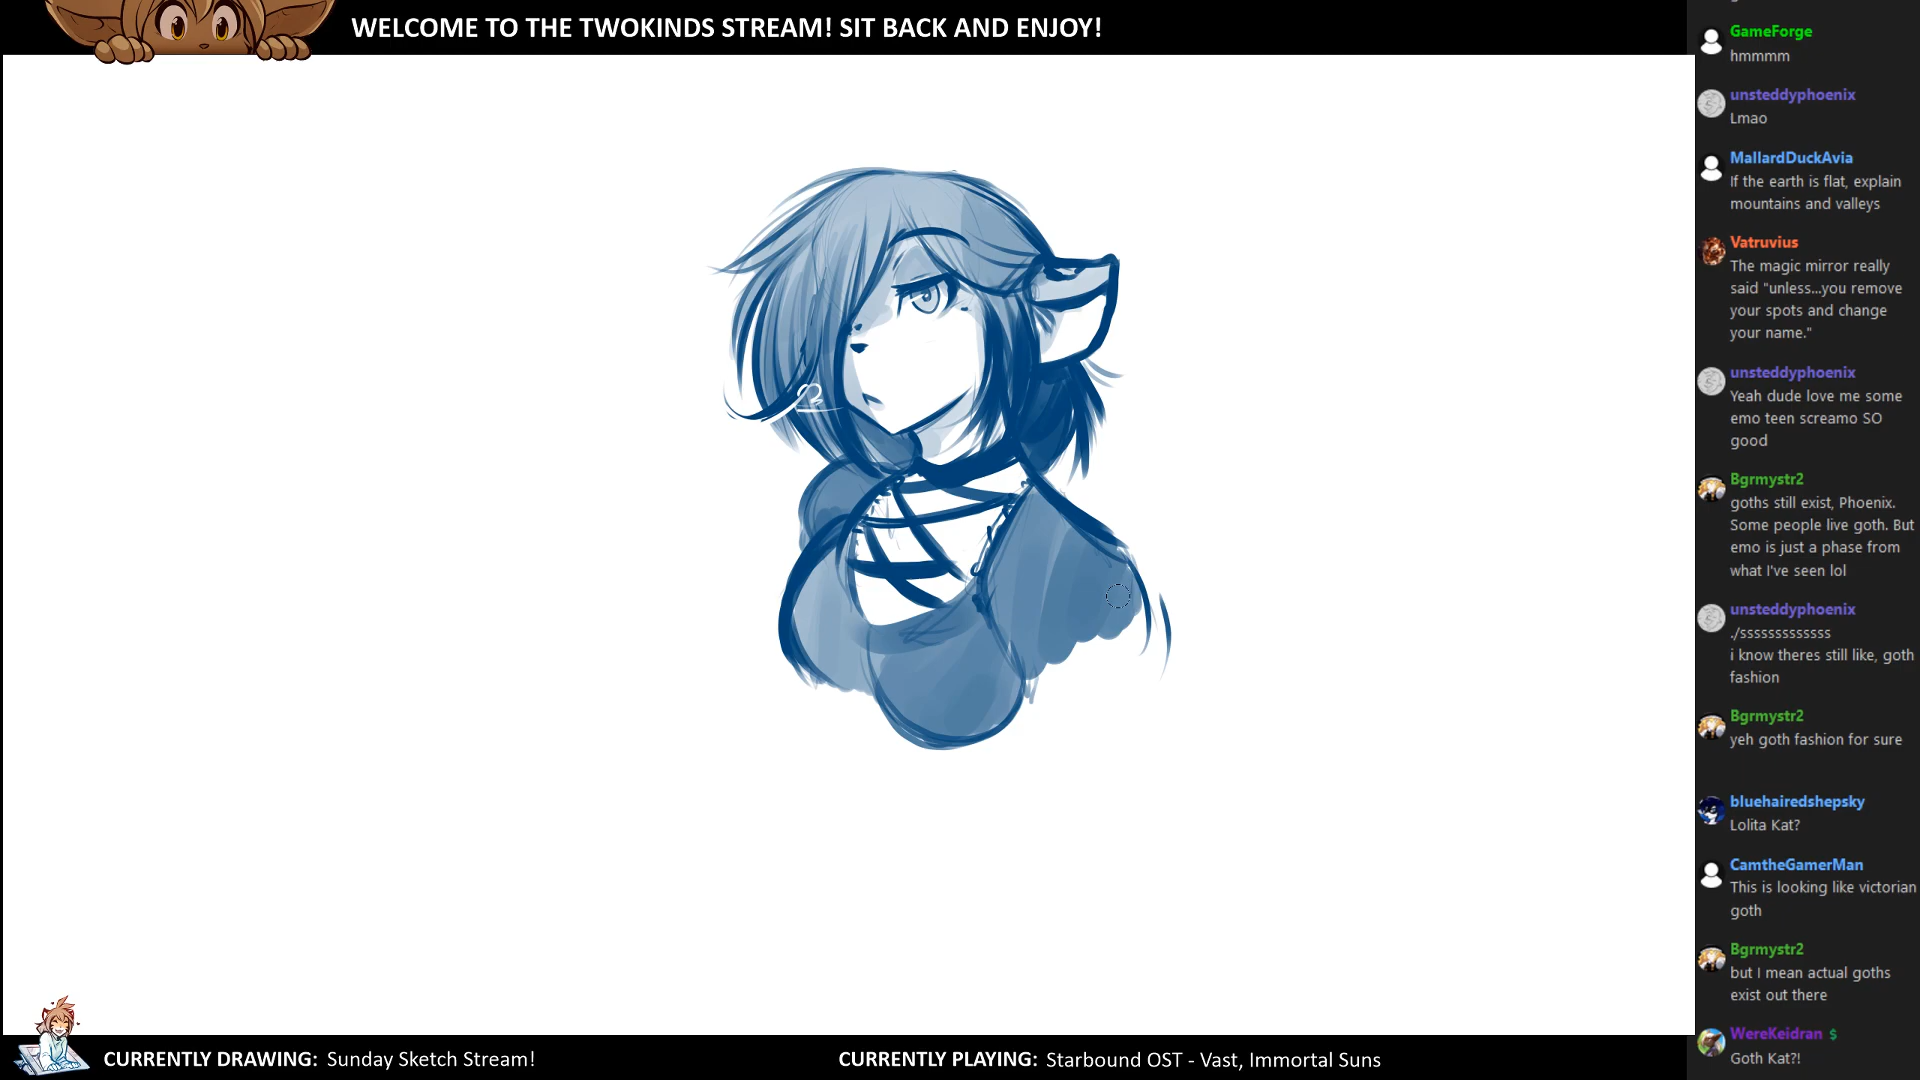 WELCOME TO THE TWOKINDS STREAM! SIT BACK AND ENJOY!
GameForge
hmmmm
unsteddyphoenix
Lmao
MallardDuckAvia
If the earth is flat, explain
mountains and valleys
Vatruvius
The magic mirror really
said "unless...you remove
your spots and change
your name."
unsteddyphoenix
Yeah dude love me some
emo teen screamo SO
good
Bgrmystr2
goths still exist, Phoenix.
Some people live goth. But
emo is just a phase from
what I've seen lol
unsteddyphoenix
./sssssssssssss
i know theres still like, goth
fashion
Bgrmystr2
yeh goth fashion for sure
bluehairedshepsky
Lolita Kat?
CamtheGamerMan
This is looking like victorian
goth
Bgrmystr2
but I mean actual goths
exist out there
WereKeidran $
Goth Kat?!
CURRENTLY DRAWING: Sunday Sketch Stream!
CURRENTLY PLAYING: Starbound OST - Vast, Immortal Suns